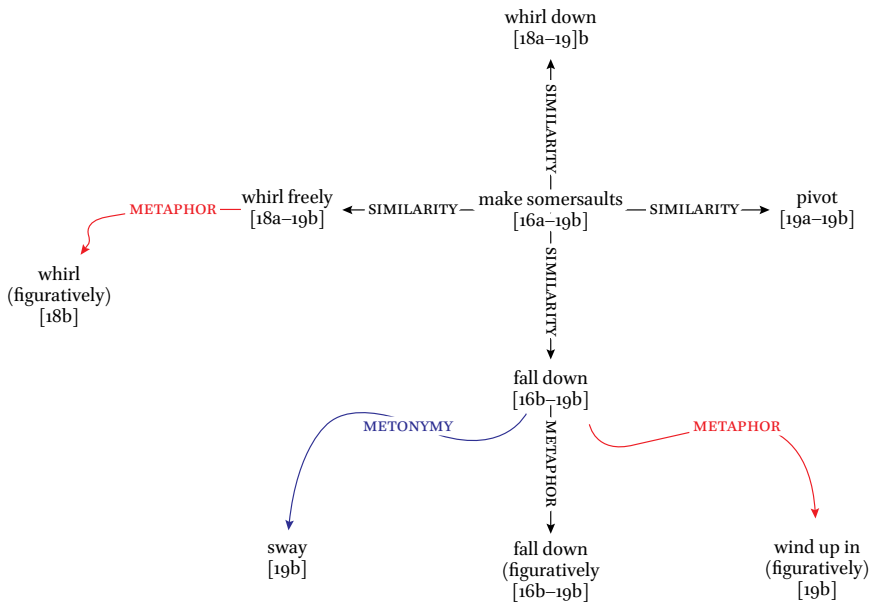 whirl down
[18a–19]b
SIMILARITY
whirl freely
[18a–19b]
SIMILARITY
make somersaults
[16a–19b]
SIMILARITY
pivot
[19a–19b]
METAPHOR
whirl
(figuratively)
[18b]
SIMILARITY
fall down
[16b–19b]
METONYMY
METAPHOR
METAPHOR
sway
[19b]
fall down
(figuratively
[16b–19b]
wind up in
(figuratively)
[19b]